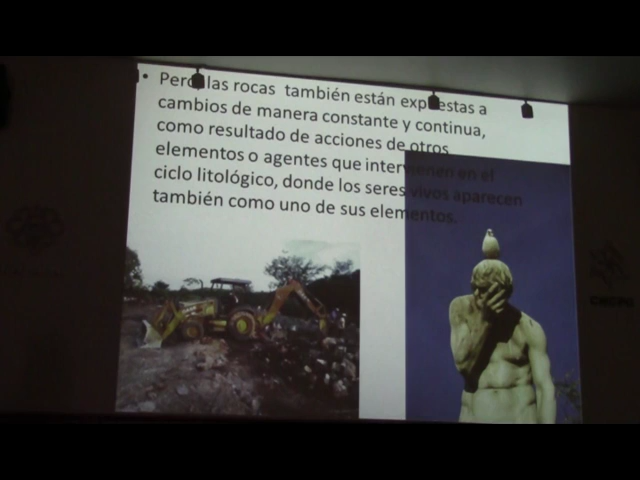 • Pero las rocas también están expuestas a
cambios de manera constante y continua,
como resultado de acciones de otros
elementos o agentes que intervienen en el
ciclo litológico, donde los seres vivos aparecen
también como uno de sus elementos.